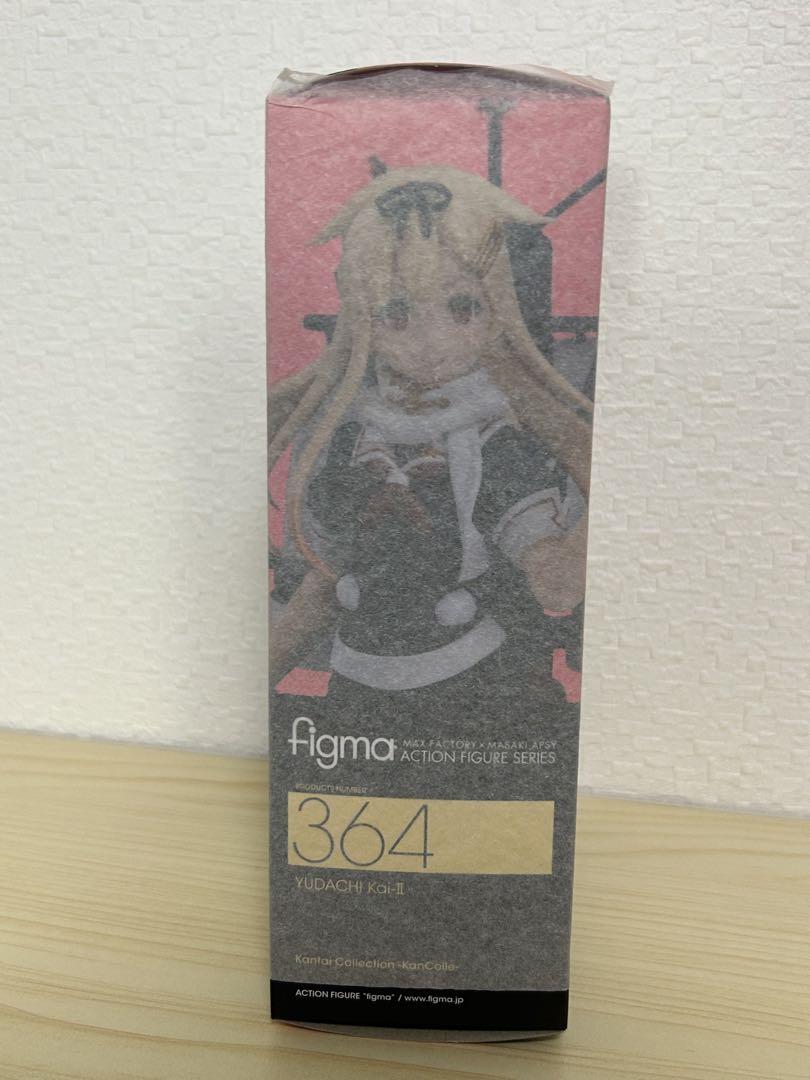 figma
MAX FACTORY × MASAKI APSY
ACTION FIGURE SERIES
PRODUCTS NUMBER
364
YUDACHI Kai-II
Kantai Collection -KanColle-
ACTION FIGURE "figma" / www.figma.jp